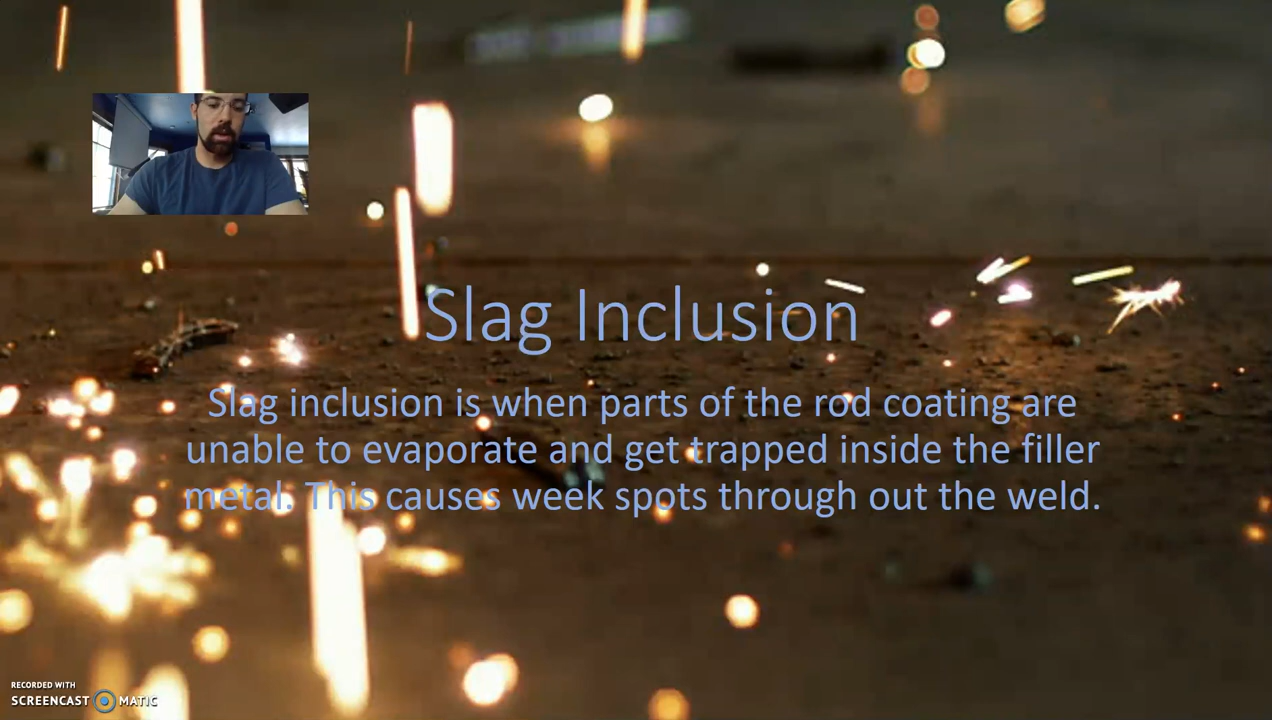 Slag Inclusion
Slag inclusion is when parts of the rod coating are
unable to evaporate and get trapped inside the filler
metal. This causes week spots through out the weld.
RECORDED WITH
SCREENCAST MATIC